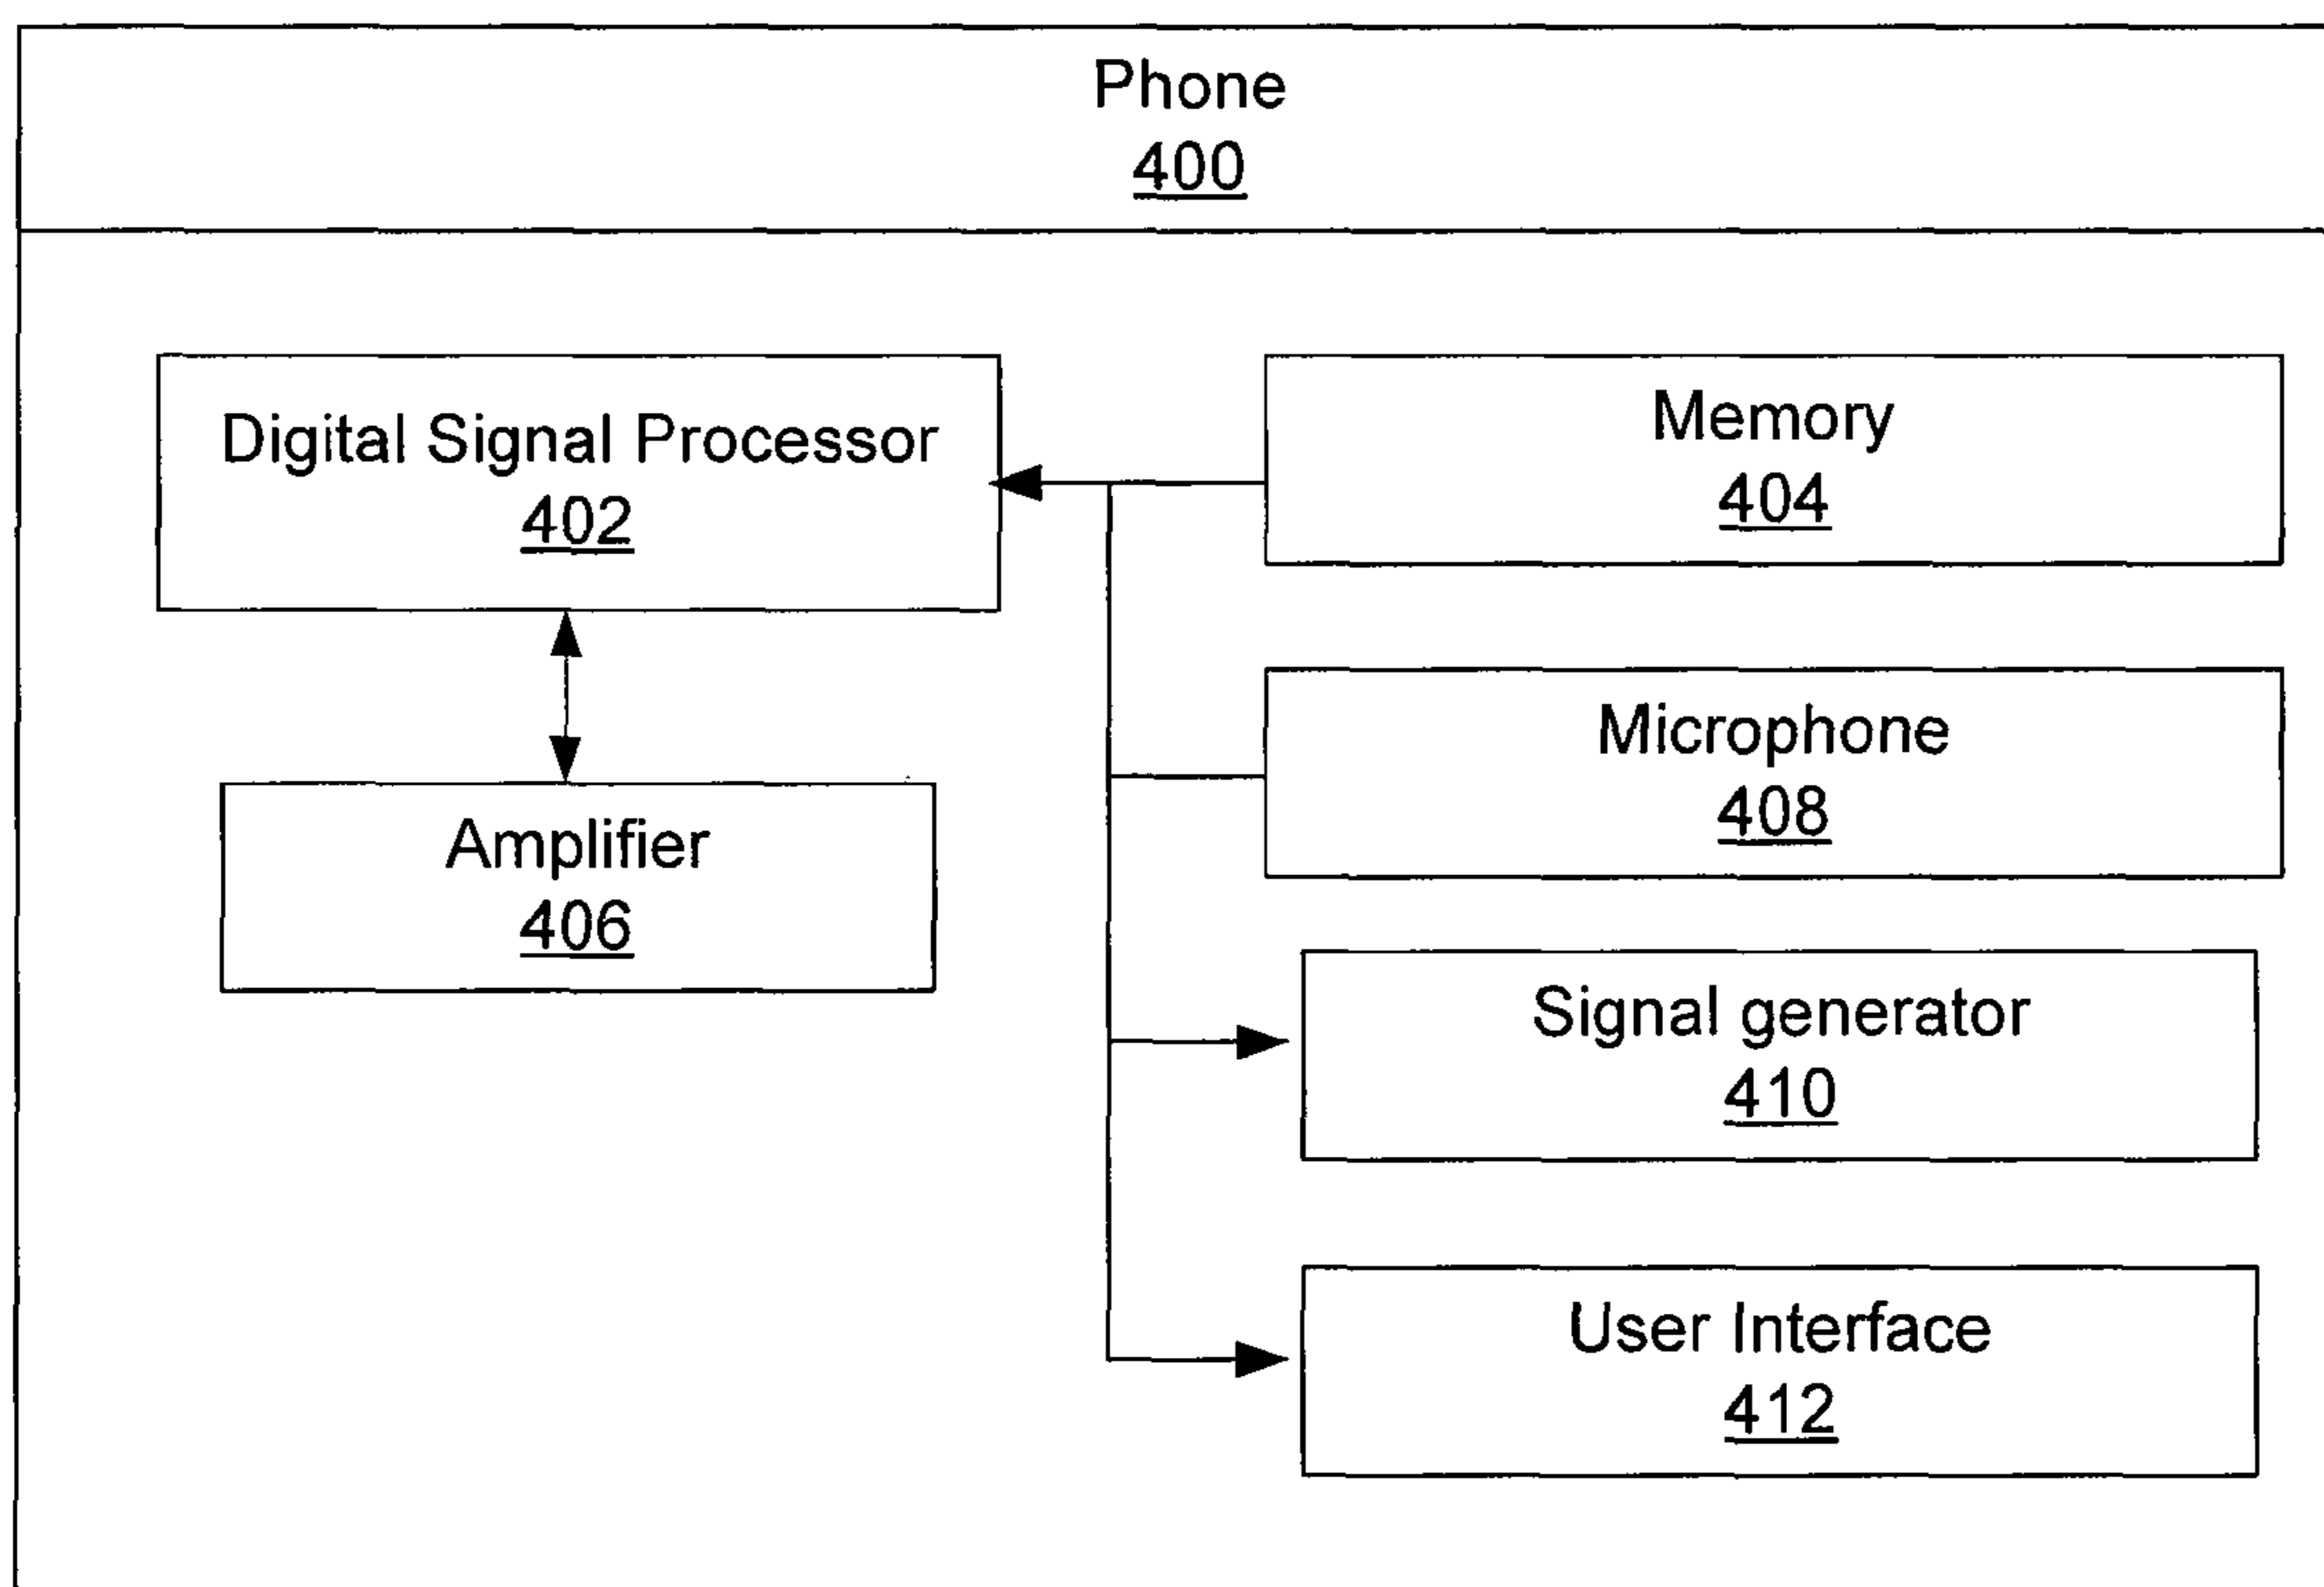 Phone
400
Digital Signal Processor
402
Memory
404
Amplifier
406
Microphone
408
Signal generator
410
User Interface
412